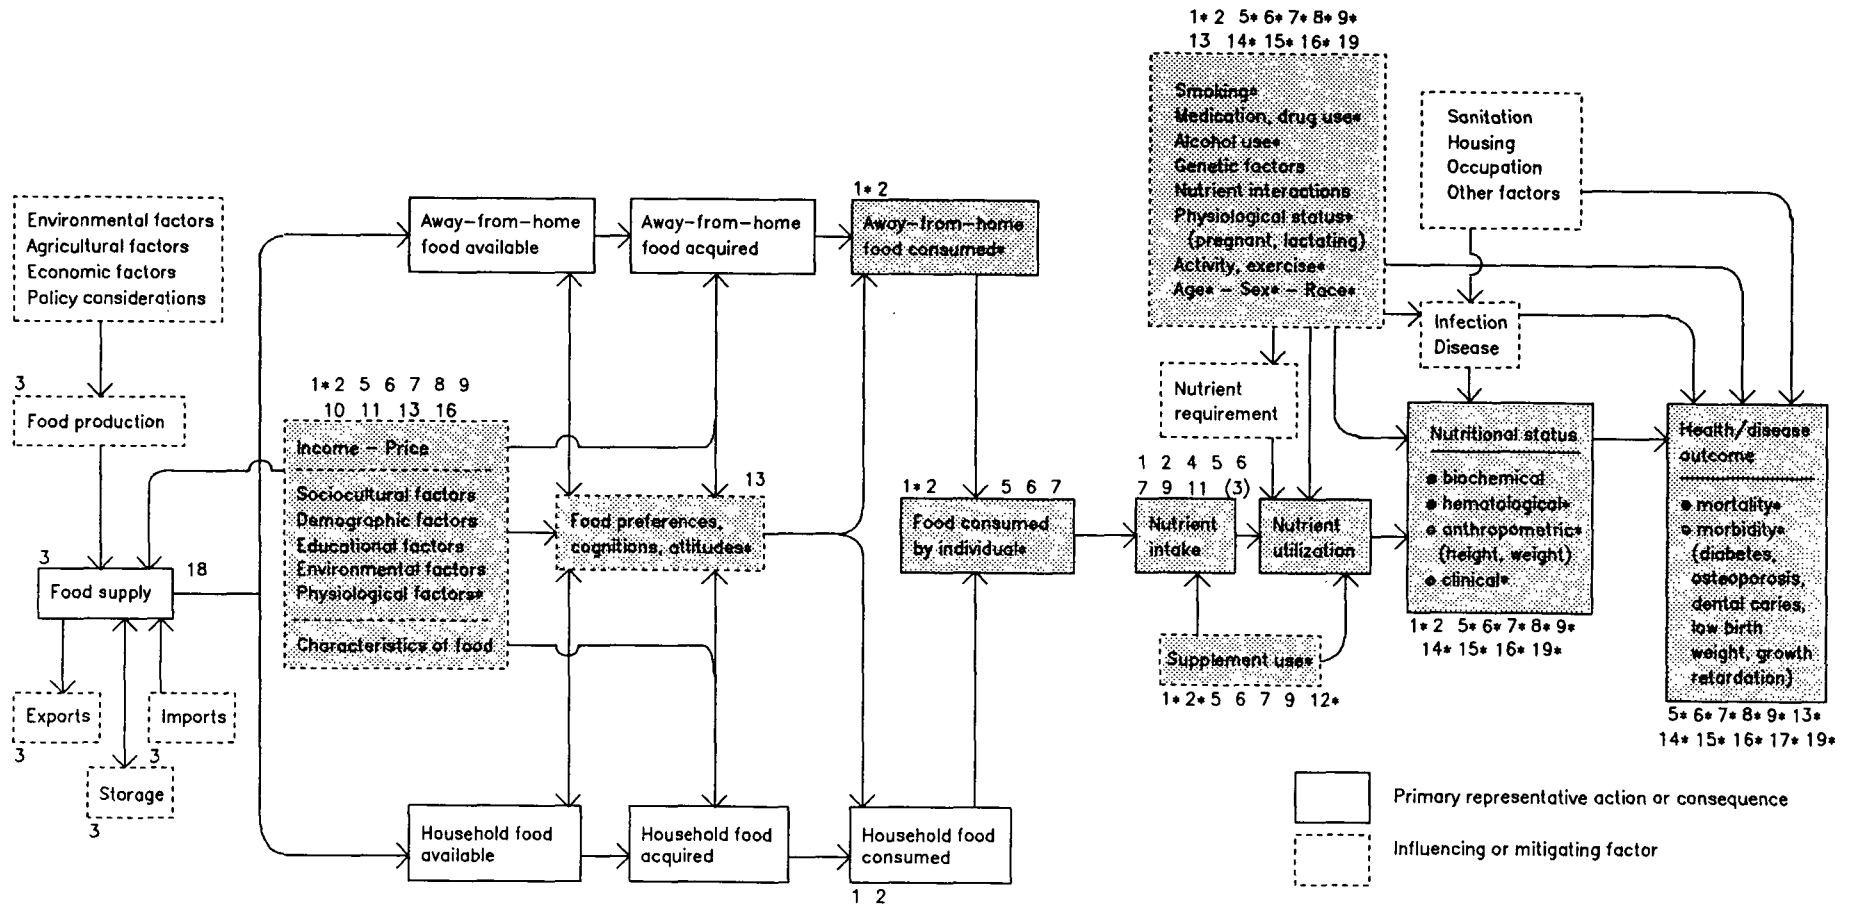 1* 2 5* 6* 7* 8* 9*
13 14* 15* 16* 19
Smoking*
Medication, drug use*
Alcohol use*
Genetic factors
Nutrient interactions
Physiological status*
(pregnant, lactating)
Activity, exercise*
Age* – Sex* – Race*
Sanitation
Housing
Occupation
Other factors
Environmental factors
Agricultural factors
Economic factors
Policy considerations
Away–from–home
food available
Away–from–home
food acquired
1* 2
Away–from–home
food consumed*
Infection
Disease
3
Food production
1* 2 5 6 7 8 9
10 11 13 16
Income – Price
Sociocultural factors
Demographic factors
Educational factors
Environmental factors
Physiological factors*
Characteristics of food
13
Food preferences,
cognitions, attitudes*
1* 2 5 6 7
Food consumed
by individual*
1 2 4 5 6
7 9 11 (3)
Nutrient
intake
Nutrient
requirement
Nutrient
utilization
Nutritional status
biochemical
hematological*
anthropometric*
(height, weight)
clinical*
1* 2 5* 6* 7* 8* 9*
14* 15* 16* 19*
Health/disease
outcome
mortality*
morbidity*
(diabetes,
osteoporosis,
dental caries,
low birth
weight, growth
retardation)
5* 6* 7* 8* 9* 13*
14* 15* 16* 17* 19*
3
18
Food supply
Supplement use*
1* 2* 5 6 7 9 12*
Exports
3
Imports
3
Storage
3
Household food
available
Household food
acquired
Household food
consumed
1 2
Primary representative action or consequence
Influencing or mitigating factor